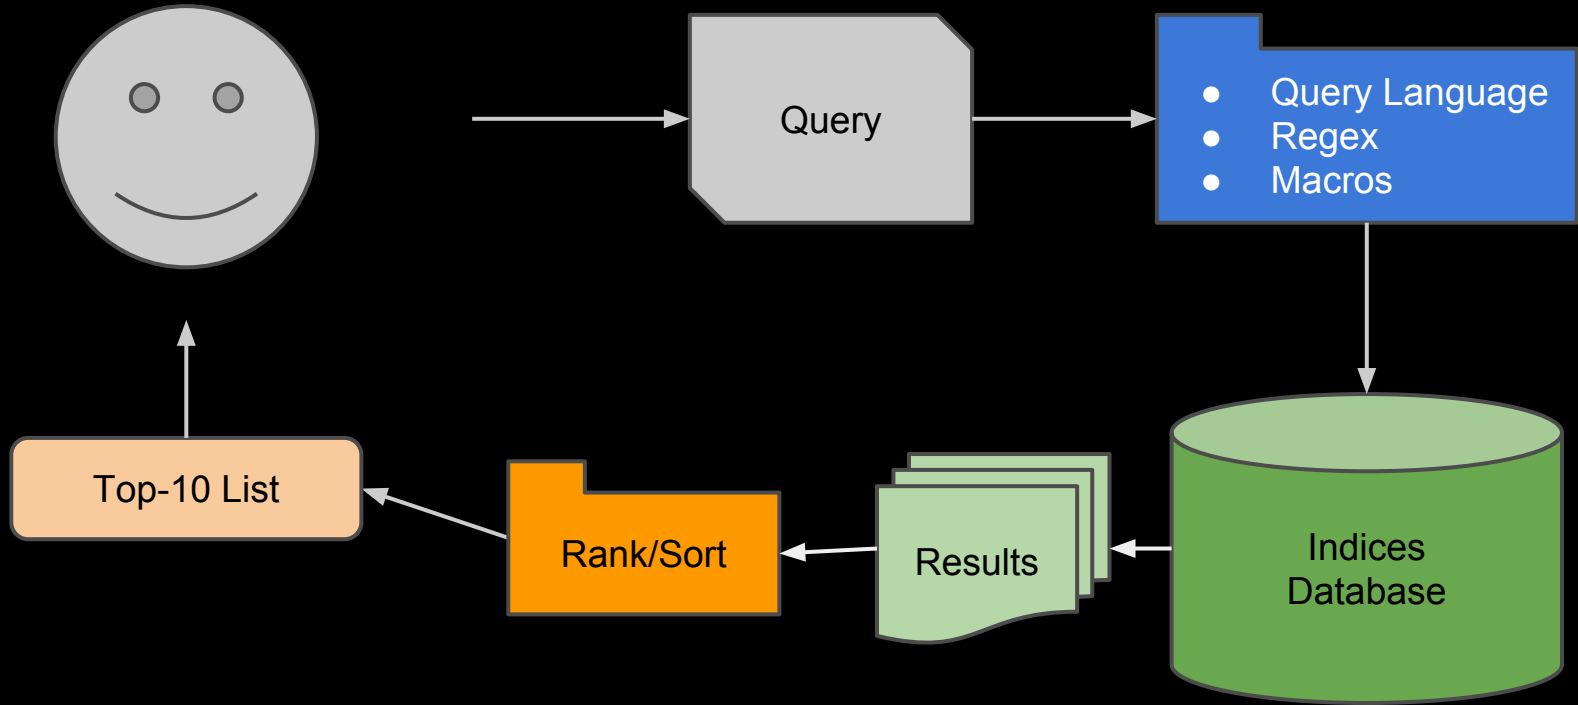 Query
● Query Language
● Regex
● Macros
Top-10 List
Rank/Sort
Results
Indices
Database